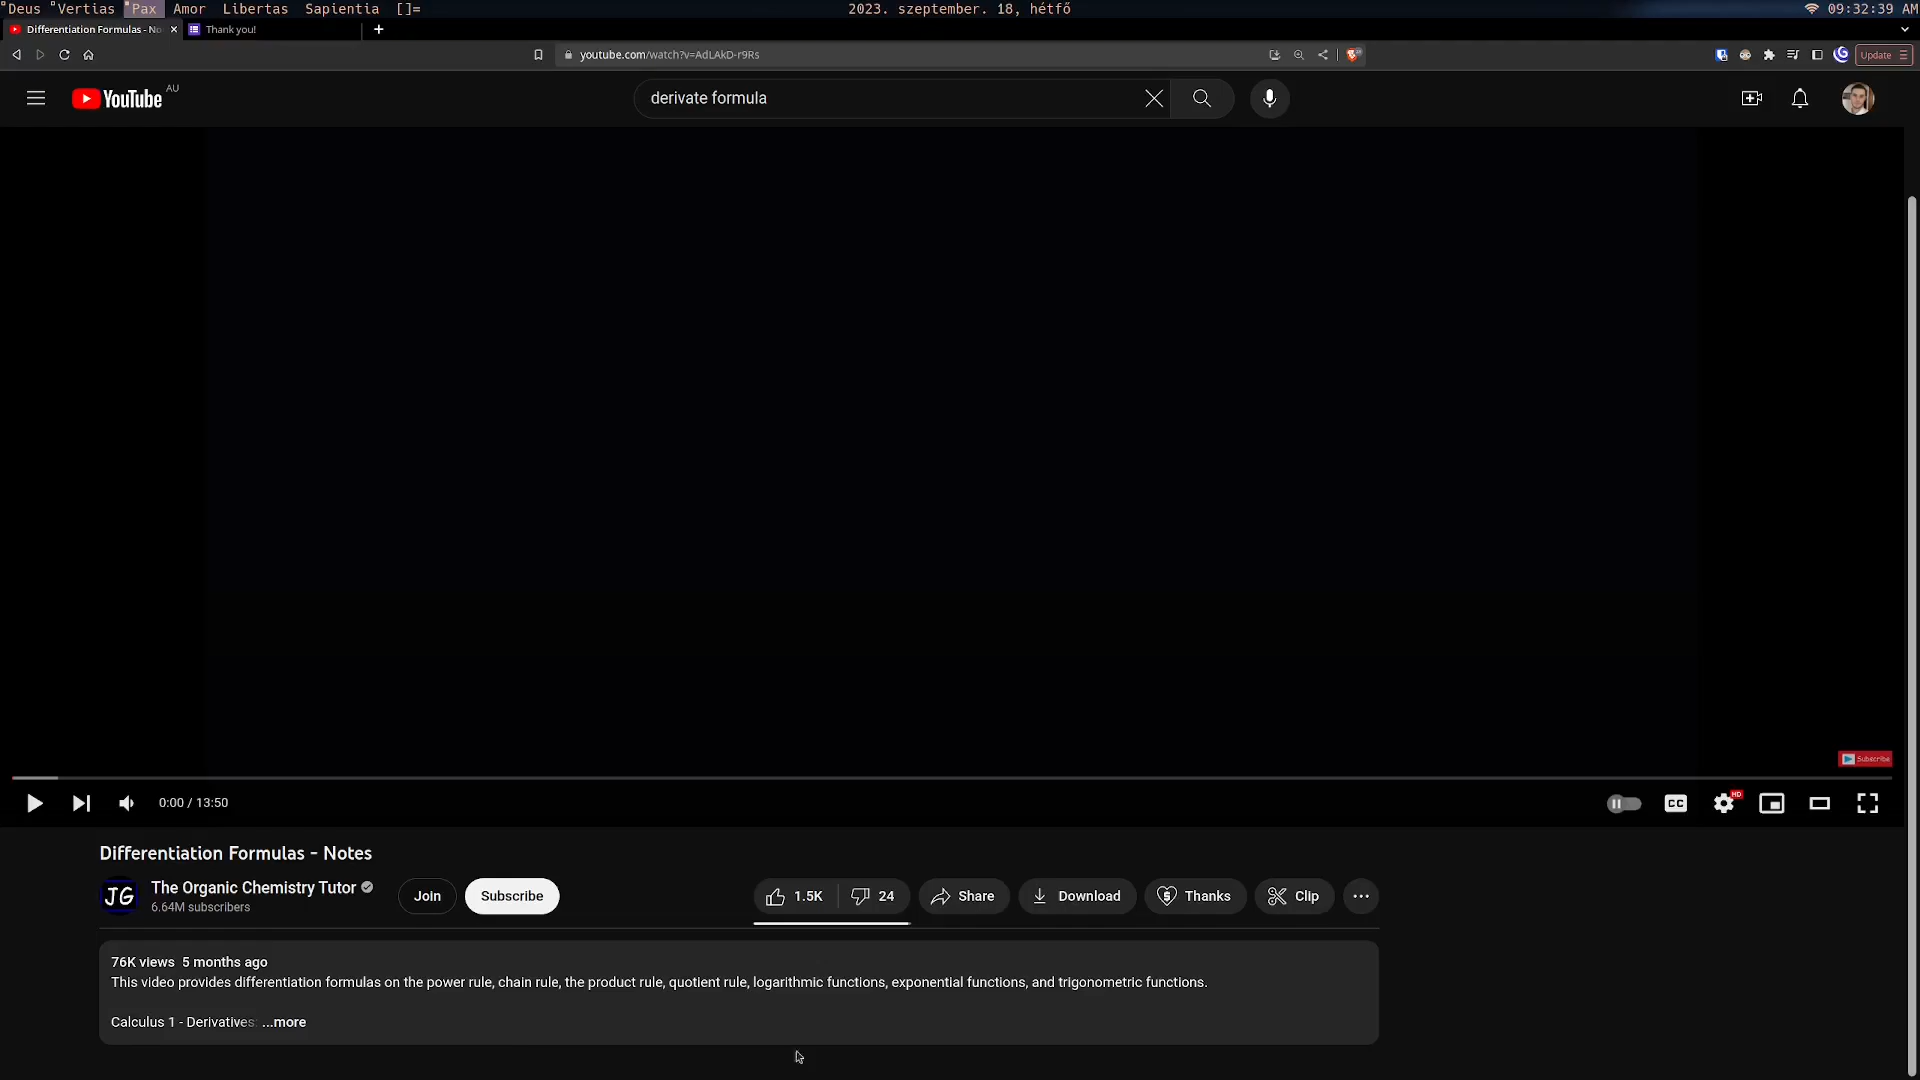 Deus Vertias Pax Amor Libertas Sapientia []= 2023. szeptember. 18, hétfő 09:32:39 AM
Differentiation Formulas - No Thank you!
youtube.com/watch?v=AdLAkD-r9Rs Update
YouTube AU derivate formula
Subscribe
0:00 / 13:50 CC HD
Differentiation Formulas – Notes
JG The Organic Chemistry Tutor Join Subscribe 1.5K 24 Share Download Thanks Clip
6.64M subscribers
76K views 5 months ago
This video provides differentiation formulas on the power rule, chain rule, the product rule, quotient rule, logarithmic functions, exponential functions, and trigonometric functions.
Calculus 1 - Derivatives: ...more